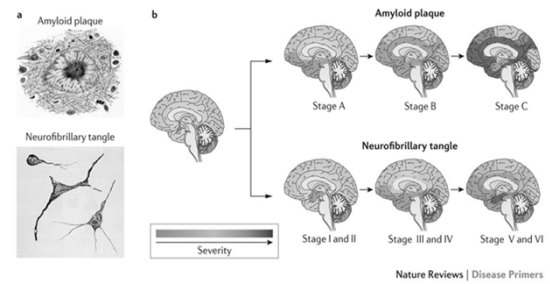 a
Amyloid plaque
Neurofibrillary tangle
b
Amyloid plaque
Stage A
Stage B
Stage C
Neurofibrillary tangle
Stage I and II
Stage III and IV
Stage V and VI
Severity
Nature Reviews | Disease Primers